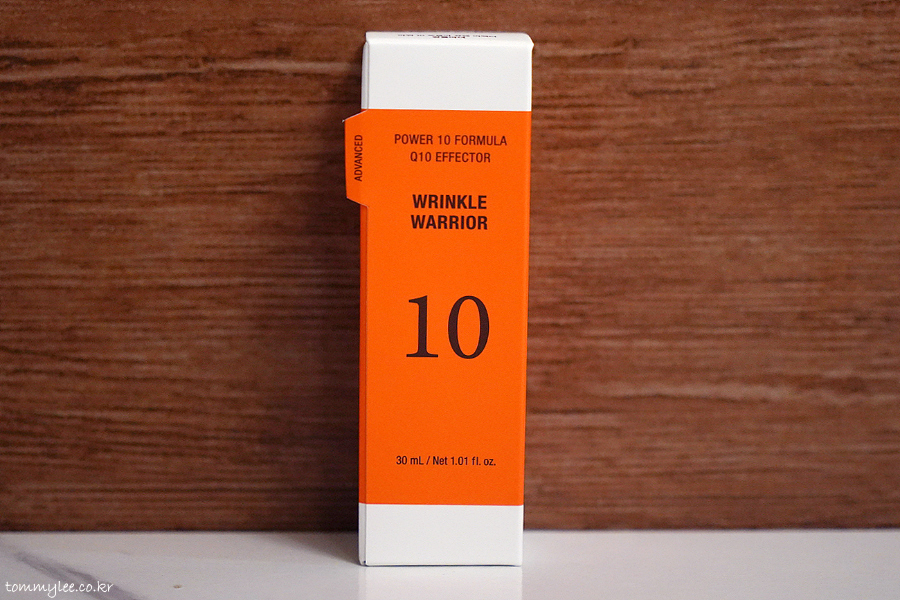 ADVANCED
POWER 10 FORMULA
Q10 EFFECTOR
WRINKLE
WARRIOR
10
30 mL / Net 1.01 fl. oz.
tommylee.co.kr